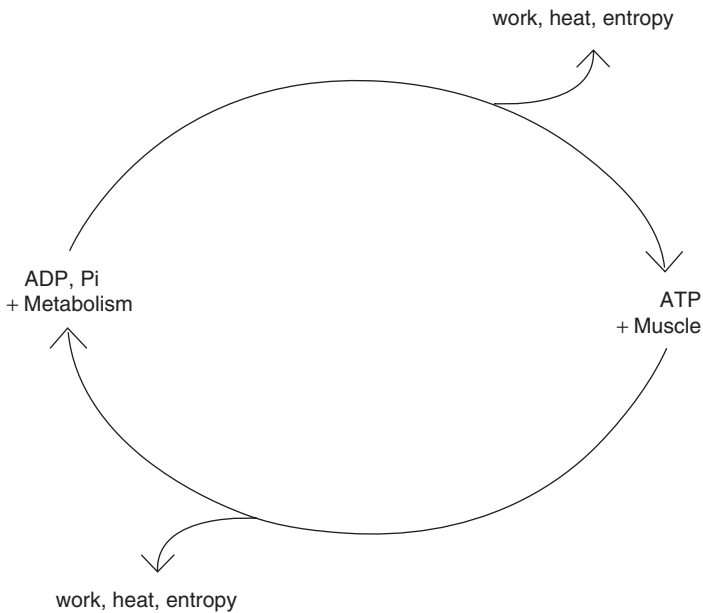 work, heat, entropy
ADP, Pi
+ Metabolism
ATP
+ Muscle
work, heat, entropy